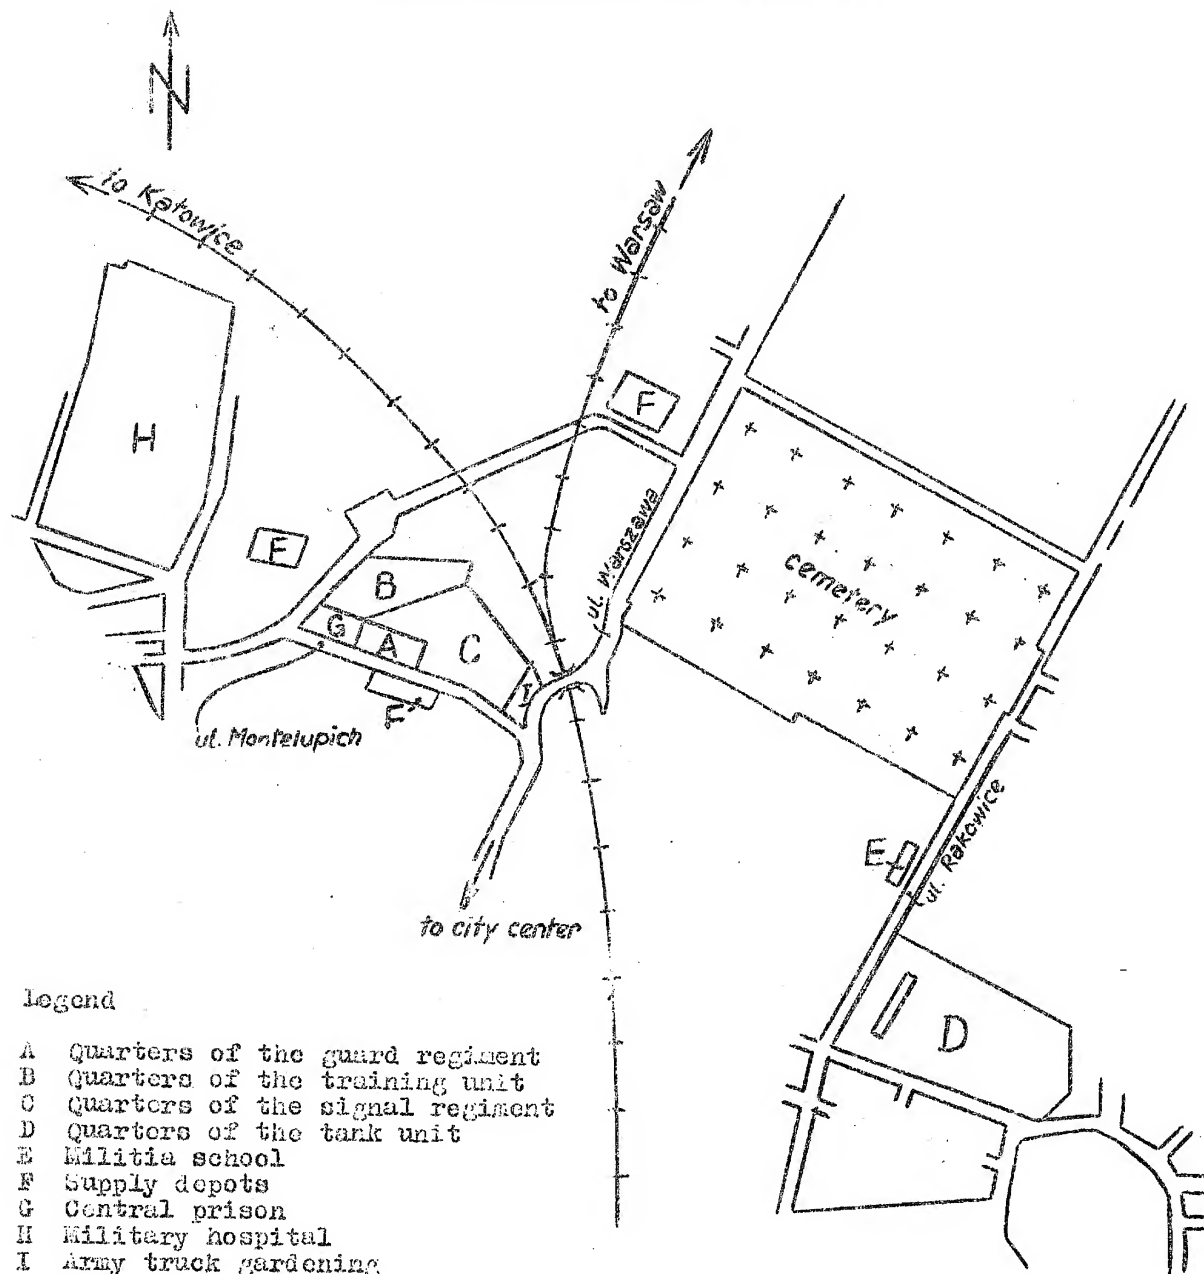 N
to Katowice
to Warsaw
H
F
F
ul. Warszawa
cemetery
B
G
A
C
I
F
ul. Montelupich
E
ul. Rakowice
to city center
D
Legend
A Quarters of the guard regiment
B Quarters of the training unit
C Quarters of the signal regiment
D Quarters of the tank unit
E Militia school
F Supply depots
G Central prison
H Military hospital
I Army truck gardening